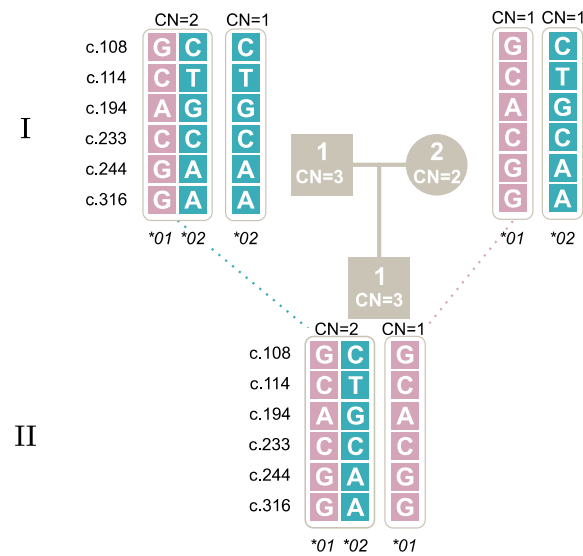 CN=2 CN=1 CN=1 CN=1
c.108 G C C G C
c.114 C T T C T
c.194 A G G A G
I
c.233 C C C C C
c.244 G A A G A
c.316 G A A G A
*01 *02 *02 *01 *02
1
CN=3
2
CN=2
1
CN=3
CN=2 CN=1
c.108 G C G
c.114 C T C
c.194 A G A
II
c.233 C C C
c.244 G A G
c.316 G A G
*01 *02 *01